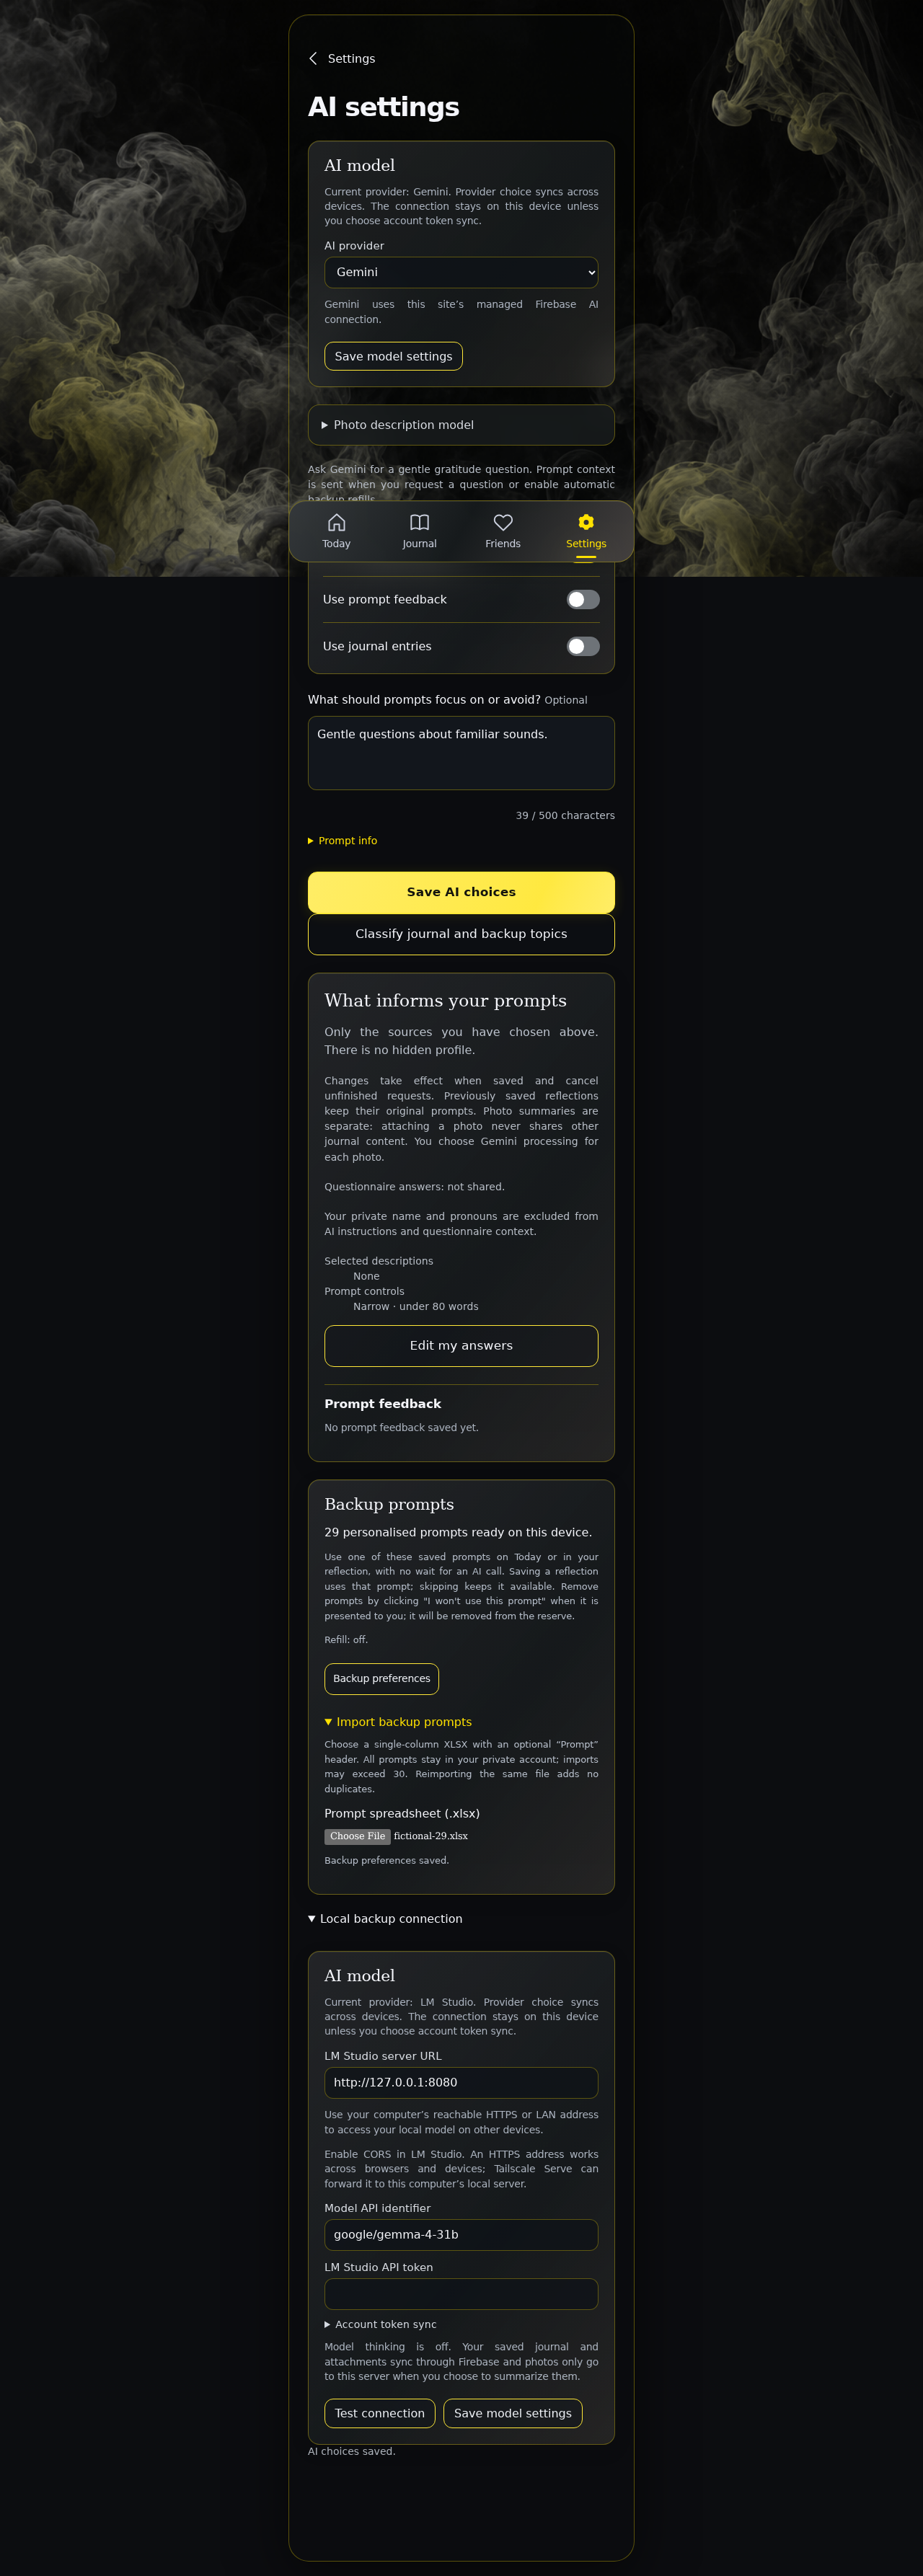 Settings
AI settings
AI model
Current provider: Gemini. Provider choice syncs across
devices. The connection stays on this device unless
you choose account token sync.
AI provider
Gemini
Gemini uses this site’s managed Firebase AI
connection.
Save model settings
Photo description model
Ask Gemini for a gentle gratitude question. Prompt context
is sent when you request a question or enable automatic
backup refills.
Today
Journal
Friends
Settings
Use prompt feedback
Use journal entries
What should prompts focus on or avoid? Optional
Gentle questions about familiar sounds.
39 / 500 characters
Prompt info
Save AI choices
Classify journal and backup topics
What informs your prompts
Only the sources you have chosen above.
There is no hidden profile.
Changes take effect when saved and cancel
unfinished requests. Previously saved reflections
keep their original prompts. Photo summaries are
separate: attaching a photo never shares other
journal content. You choose Gemini processing for
each photo.
Questionnaire answers: not shared.
Your private name and pronouns are excluded from
AI instructions and questionnaire context.
Selected descriptions
None
Prompt controls
Narrow · under 80 words
Edit my answers
Prompt feedback
No prompt feedback saved yet.
Backup prompts
29 personalised prompts ready on this device.
Use one of these saved prompts on Today or in your
reflection, with no wait for an AI call. Saving a reflection
uses that prompt; skipping keeps it available. Remove
prompts by clicking "I won't use this prompt" when it is
presented to you; it will be removed from the reserve.
Refill: off.
Backup preferences
Import backup prompts
Choose a single-column XLSX with an optional “Prompt”
header. All prompts stay in your private account; imports
may exceed 30. Reimporting the same file adds no
duplicates.
Prompt spreadsheet (.xlsx)
Choose File fictional-29.xlsx
Backup preferences saved.
Local backup connection
AI model
Current provider: LM Studio. Provider choice syncs
across devices. The connection stays on this device
unless you choose account token sync.
LM Studio server URL
http://127.0.0.1:8080
Use your computer’s reachable HTTPS or LAN address
to access your local model on other devices.
Enable CORS in LM Studio. An HTTPS address works
across browsers and devices; Tailscale Serve can
forward it to this computer’s local server.
Model API identifier
google/gemma-4-31b
LM Studio API token
Account token sync
Model thinking is off. Your saved journal and
attachments sync through Firebase and photos only go
to this server when you choose to summarize them.
Test connection
Save model settings
AI choices saved.